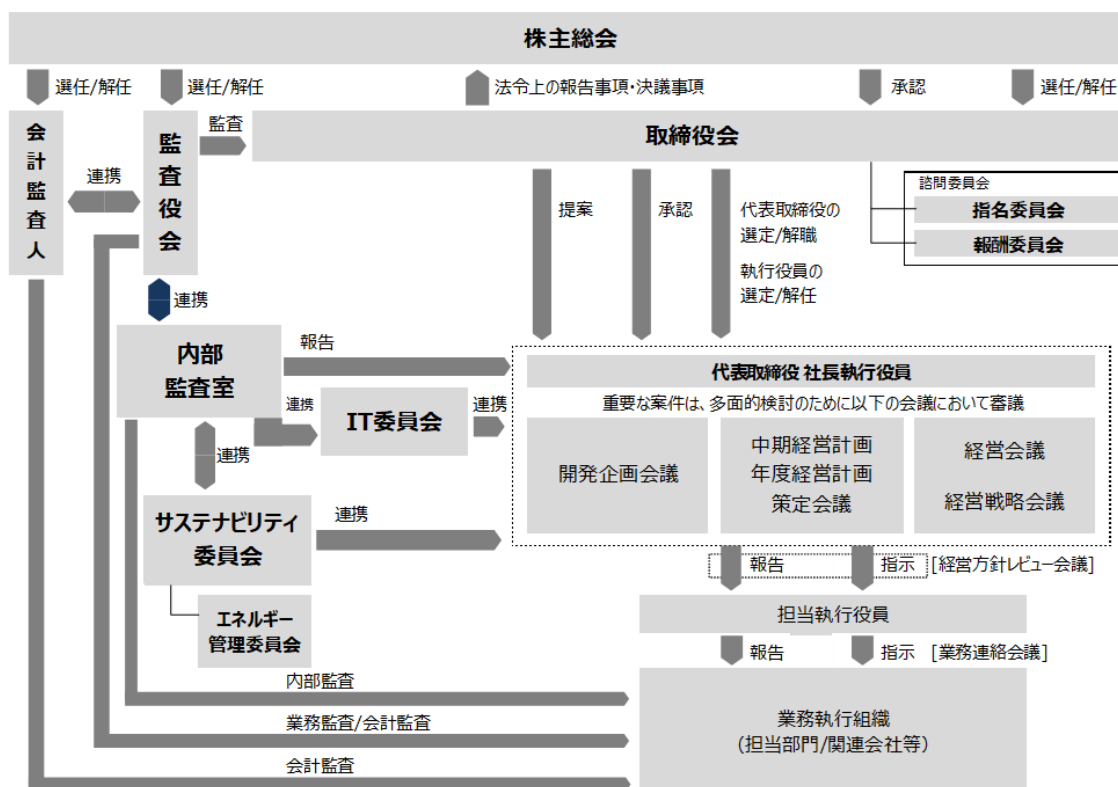 株主総会
選任/解任
選任/解任
法令上の報告事項・決議事項
承認
選任/解任
会計監査人
監査役会
監査
取締役会
連携
諮問委員会
指名委員会
報酬委員会
提案
承認
代表取締役の
選定/解職
執行役員の
選定/解任
連携
内部
監査室
報告
連携
IT委員会
連携
代表取締役 社長執行役員
重要な案件は、多面的検討のために以下の会議において審議
開発企画会議
中期経営計画
年度経営計画
策定会議
経営会議
経営戦略会議
連携
サステナビリティ
委員会
連携
エネルギー
管理委員会
報告
指示
[経営方針レビュー会議]
担当執行役員
報告
指示
[業務連絡会議]
内部監査
業務監査/会計監査
会計監査
業務執行組織
(担当部門/関連会社等)